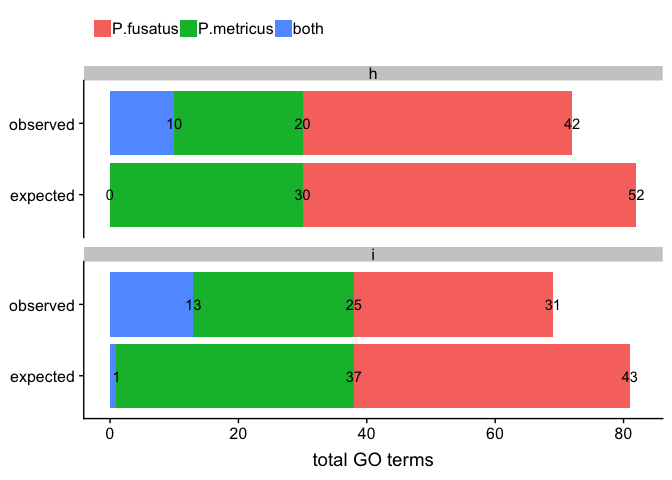 P.fusatus P.metricus both
h
observed 10 20 42
expected 0 30 52
i
observed 13 25 31
expected 1 37 43
0 20 40 60 80
total GO terms